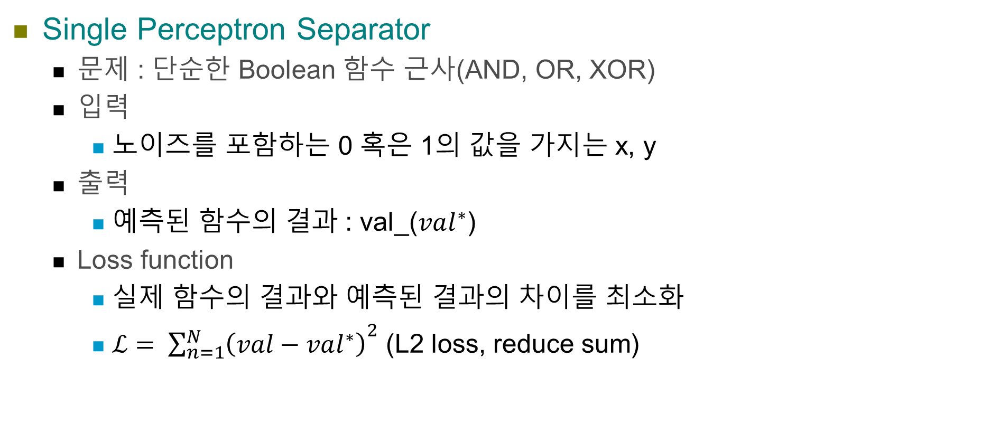 Single Perceptron Separator
문제 : 단순한 Boolean 함수 근사(AND, OR, XOR)
입력
노이즈를 포함하는 0 혹은 1의 값을 가지는 x, y
출력
예측된 함수의 결과 : val_(𝑣𝑎𝑙*)
Loss function
실제 함수의 결과와 예측된 결과의 차이를 최소화
ℒ = ∑ₙ₌₁ᴺ(𝑣𝑎𝑙 − 𝑣𝑎𝑙*)² (L2 loss, reduce sum)